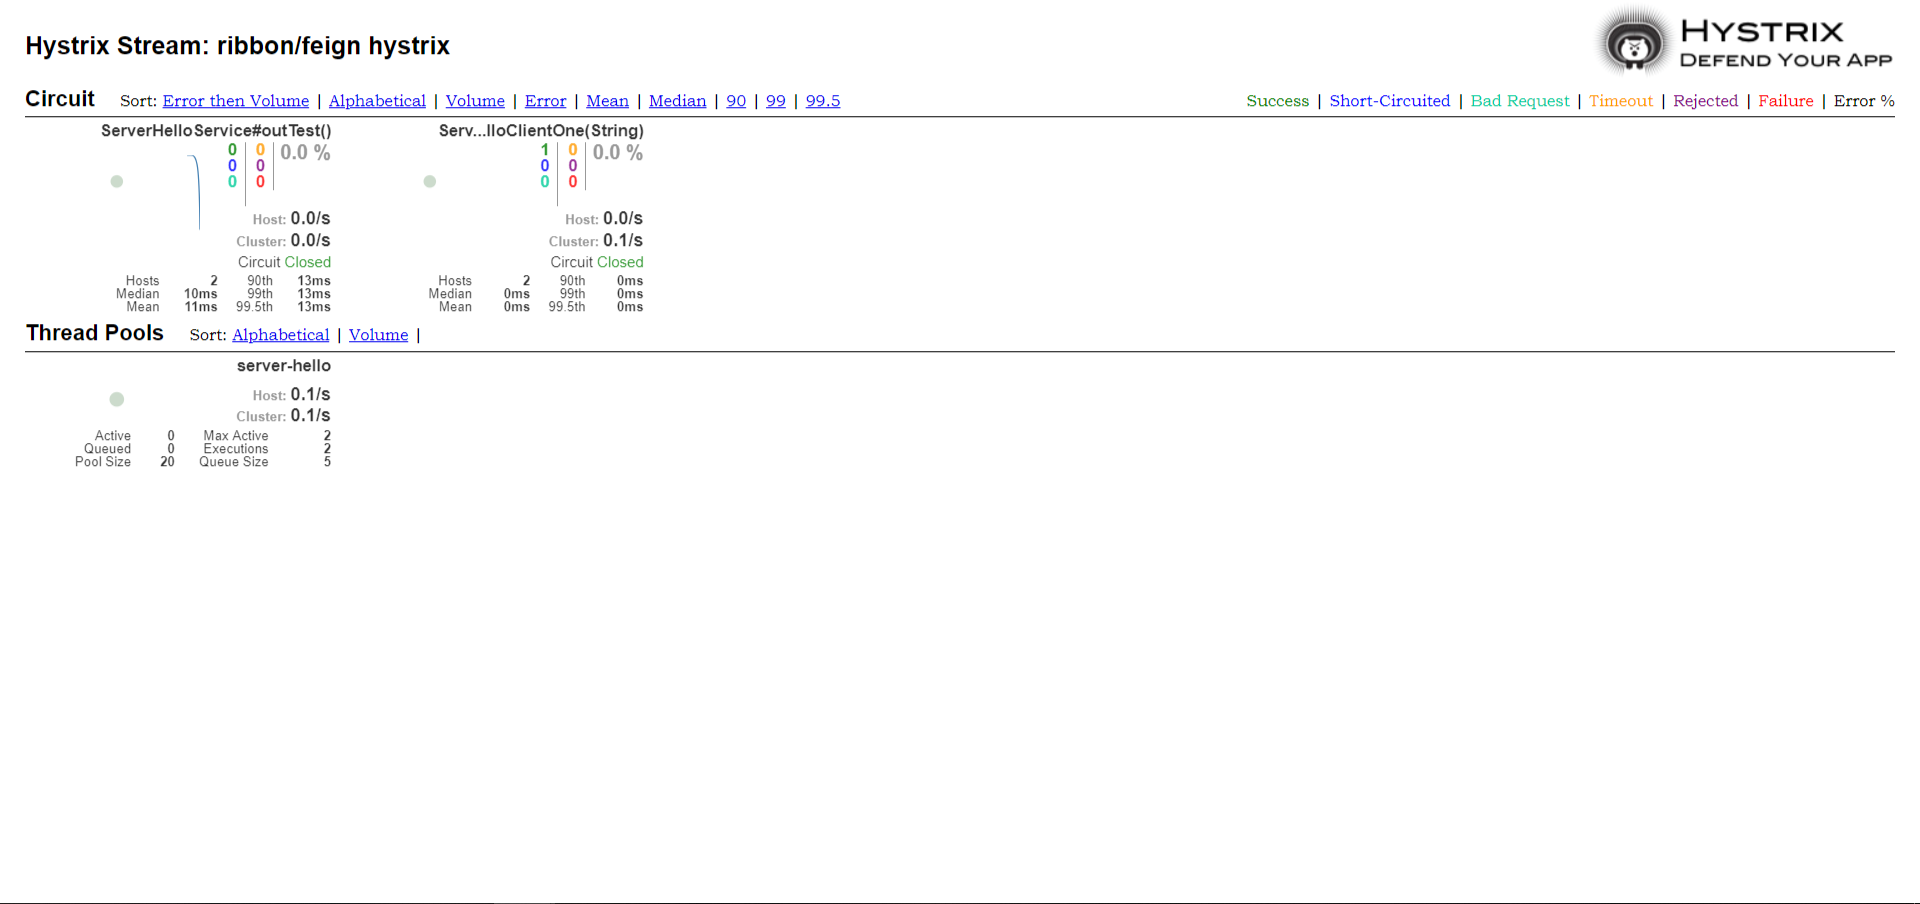 Hystrix Stream: ribbon/feign hystrix
HYSTRIX
DEFEND YOUR APP
Circuit Sort: Error then Volume | Alphabetical | Volume | Error | Mean | Median | 90 | 99 | 99.5
Success | Short-Circuited | Bad Request | Timeout | Rejected | Failure | Error %
ServerHelloService#outTest()
0 0 0.0 %
0 0
0 0
Host: 0.0/s
Cluster: 0.0/s
Circuit Closed
Hosts 2 90th 13ms
Median 10ms 99th 13ms
Mean 11ms 99.5th 13ms
Serv...lloClientOne(String)
1 0 0.0 %
0 0
0 0
Host: 0.0/s
Cluster: 0.1/s
Circuit Closed
Hosts 2 90th 0ms
Median 0ms 99th 0ms
Mean 0ms 99.5th 0ms
Thread Pools Sort: Alphabetical | Volume |
server-hello
Host: 0.1/s
Cluster: 0.1/s
Active 0 Max Active 2
Queued 0 Executions 2
Pool Size 20 Queue Size 5